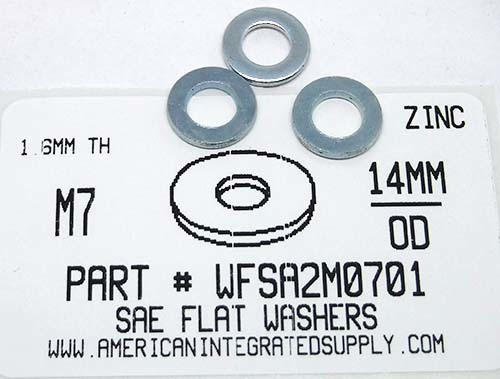 ZINC
1.6MM TH
M7
14MM
OD
PART # WFSA2M0701
SAE FLAT WASHERS
WWW.AMERICANINTEGRATEDSUPPLY.COM